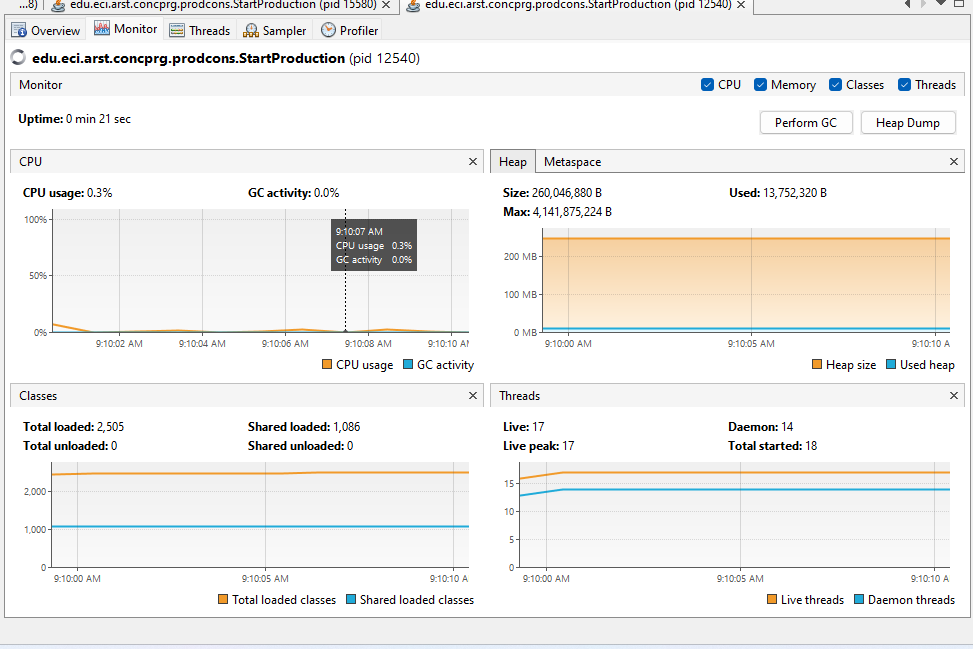 ...8) edu.eci.arst.concprg.prodcons.StartProduction (pid 15580) edu.eci.arst.concprg.prodcons.StartProduction (pid 12540)
Overview Monitor Threads Sampler Profiler
edu.eci.arst.concprg.prodcons.StartProduction (pid 12540)
Monitor CPU Memory Classes Threads
Uptime: 0 min 21 sec
Perform GC Heap Dump
CPU
CPU usage: 0.3% GC activity: 0.0%
100%
50%
0%
9:10:07 AM
CPU usage 0.3%
GC activity 0.0%
9:10:02 AM 9:10:04 AM 9:10:06 AM 9:10:08 AM 9:10:10 AM
CPU usage GC activity
Heap Metaspace
Size: 260,046,880 B Used: 13,752,320 B
Max: 4,141,875,224 B
200 MB
100 MB
0 MB
9:10:00 AM 9:10:05 AM 9:10:10 A
Heap size Used heap
Classes
Total loaded: 2,505 Shared loaded: 1,086
Total unloaded: 0 Shared unloaded: 0
2,000
1,000
0
9:10:00 AM 9:10:05 AM 9:10:10 A
Total loaded classes Shared loaded classes
Threads
Live: 17 Daemon: 14
Live peak: 17 Total started: 18
15
10
5
0
9:10:00 AM 9:10:05 AM 9:10:10 A
Live threads Daemon threads